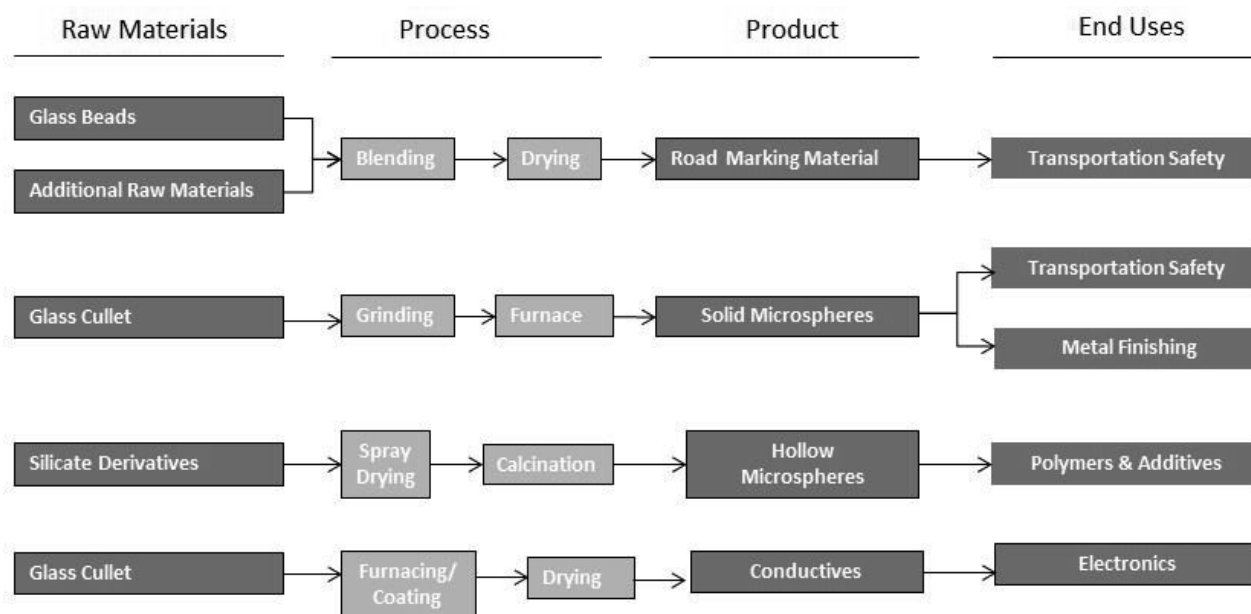 Raw Materials
Process
Product
End Uses
Glass Beads
Additional Raw Materials
Blending
Drying
Road Marking Material
Transportation Safety
Glass Cullet
Grinding
Furnace
Solid Microspheres
Transportation Safety
Metal Finishing
Silicate Derivatives
Spray
Drying
Calcination
Hollow
Microspheres
Polymers & Additives
Glass Cullet
Furnacing/
Coating
Drying
Conductives
Electronics